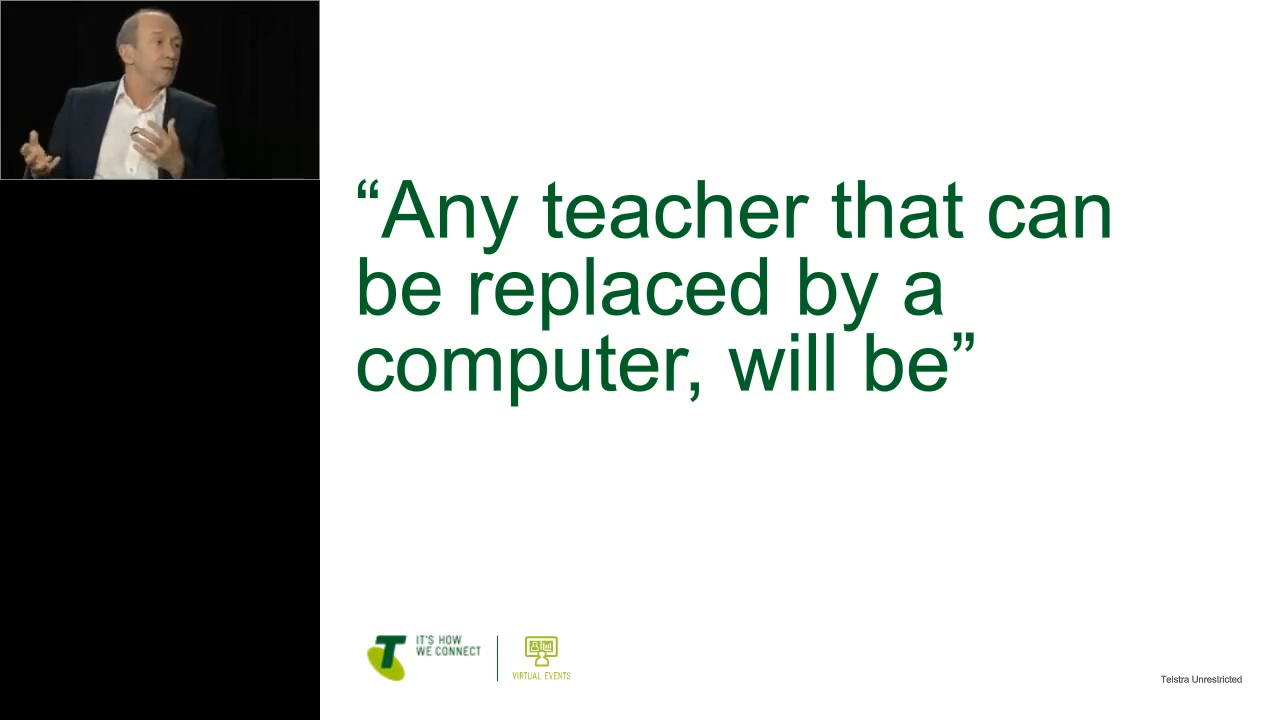 “Any teacher that can
be replaced by a
computer, will be”
T IT'S HOW
WE CONNECT
VIRTUAL EVENTS
Telstra Unrestricted